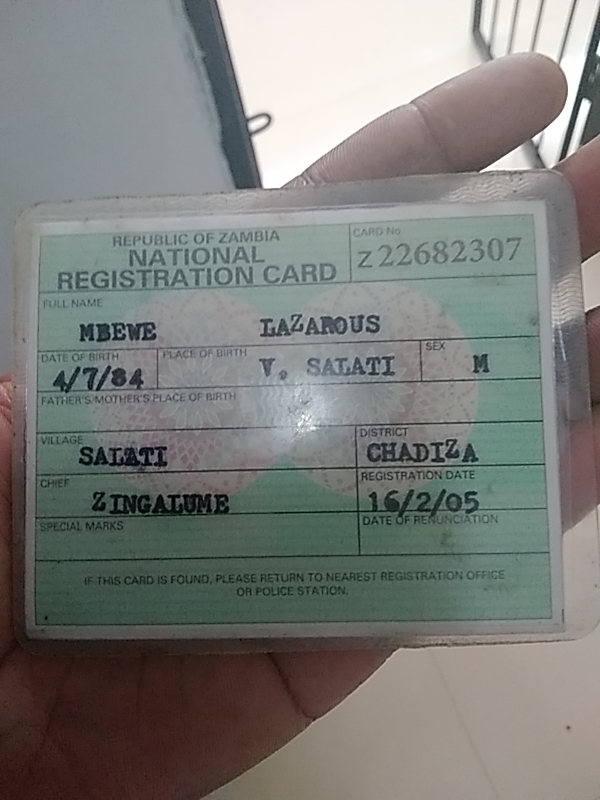 REPUBLIC OF ZAMBIA
NATIONAL
REGISTRATION CARD
CARD No
Z 22682307
FULL NAME
MBEWE LAZAROUS
DATE OF BIRTH
4/7/84
PLACE OF BIRTH
V. SALATI
SEX
M
FATHER'S/MOTHER'S PLACE OF BIRTH
VILLAGE
SALATI
DISTRICT
CHADIZA
CHIEF
ZINGALUME
REGISTRATION DATE
16/2/05
SPECIAL MARKS
DATE OF RENUNCIATION
IF THIS CARD IS FOUND, PLEASE RETURN TO NEAREST REGISTRATION OFFICE
OR POLICE STATION.